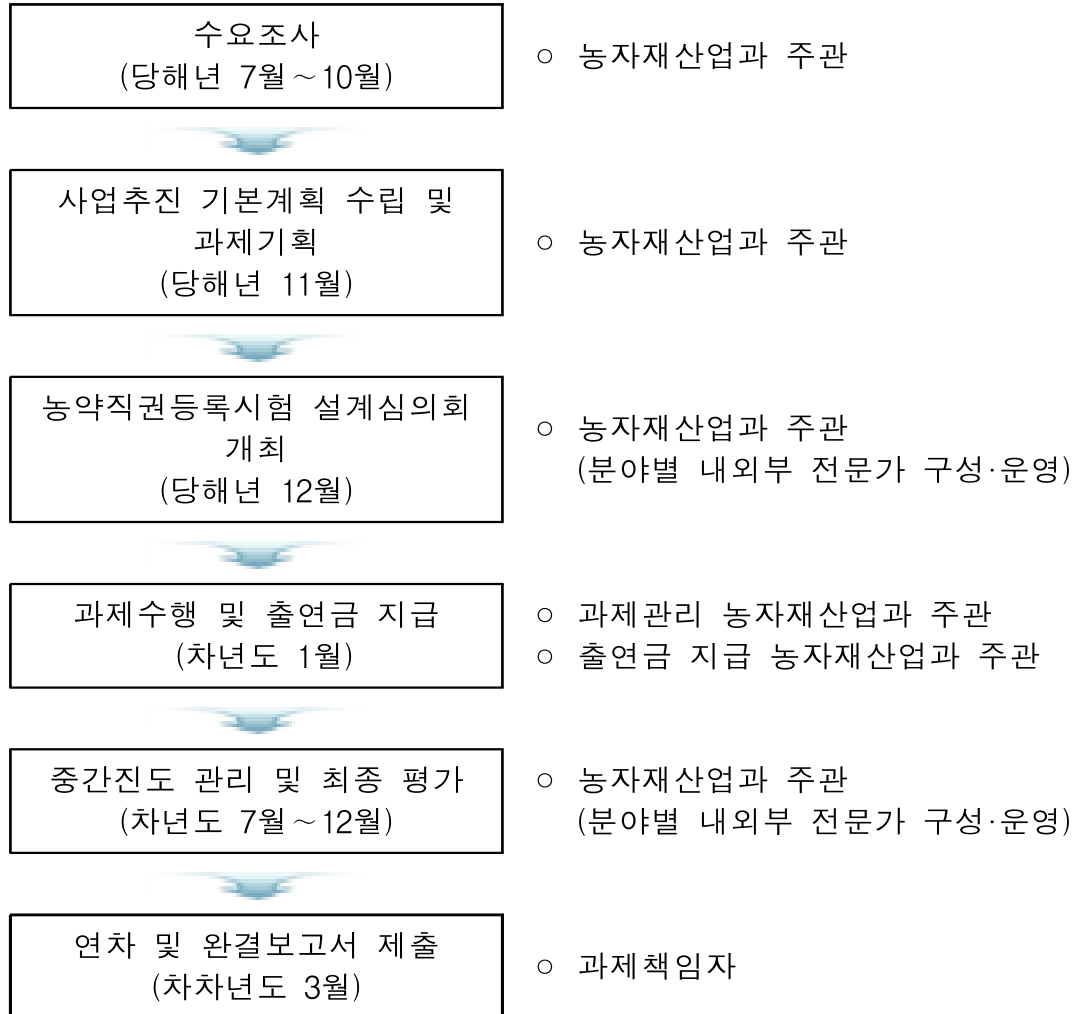 수요조사
(당해년 7월～10월)
○ 농자재산업과 주관
사업추진 기본계획 수립 및
과제기획
(당해년 11월)
○ 농자재산업과 주관
농약직권등록시험 설계심의회
개최
(당해년 12월)
○ 농자재산업과 주관
(분야별 내외부 전문가 구성·운영)
과제수행 및 출연금 지급
(차년도 1월)
○ 과제관리 농자재산업과 주관
○ 출연금 지급 농자재산업과 주관
중간진도 관리 및 최종 평가
(차년도 7월～12월)
○ 농자재산업과 주관
(분야별 내외부 전문가 구성·운영)
연차 및 완결보고서 제출
(차차년도 3월)
○ 과제책임자